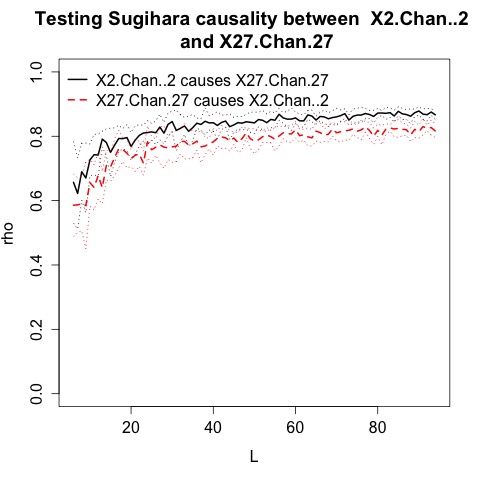 Testing Sugihara causality between  X2.Chan..2
and X27.Chan.27
X2.Chan..2 causes X27.Chan.27
X27.Chan.27 causes X2.Chan..2
rho
1.0
0.8
0.6
0.4
0.2
0.0
20 40 60 80
L